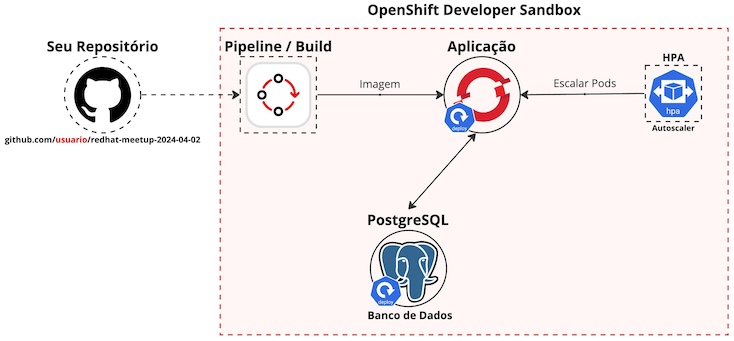 OpenShift Developer Sandbox
Seu Repositório
Pipeline / Build
Aplicação
HPA
Imagem
Escalar Pods
hpa
deploy
Autoscaler
github.com/usuario/redhat-meetup-2024-04-02
PostgreSQL
deploy
Banco de Dados